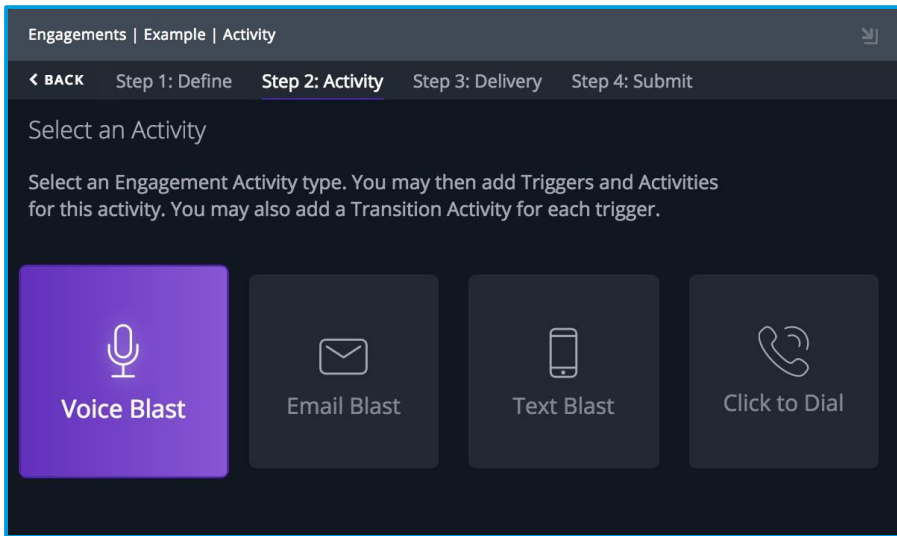 Engagements | Example | Activity
BACK Step 1: Define Step 2: Activity Step 3: Delivery Step 4: Submit
Select an Activity
Select an Engagement Activity type. You may then add Triggers and Activities
for this activity. You may also add a Transition Activity for each trigger.
Voice Blast Email Blast Text Blast Click to Dial